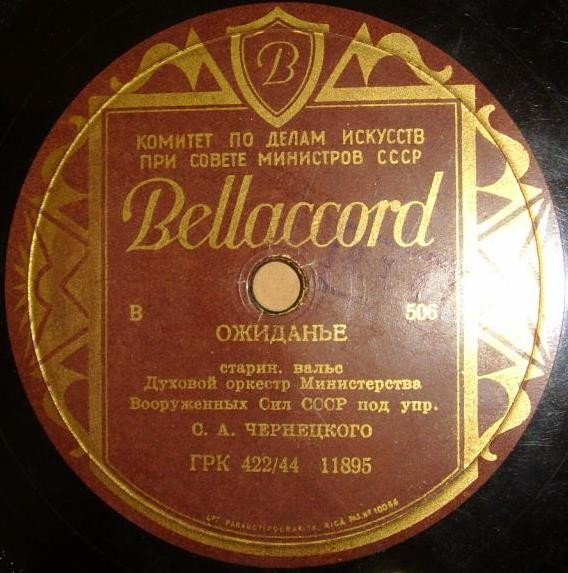 B
КОМИТЕТ ПО ДЕЛАМ ИСКУССТВ
ПРИ СОВЕТЕ МИНИСТРОВ СССР
Bellaccord
В 506
ОЖИДАНЬЕ
старин. вальс
Духовой оркестр Министерства
Вооруженных Сил СССР под упр.
С. А. ЧЕРНЕЦКОГО
ГРК 422/44 11895
RIGA